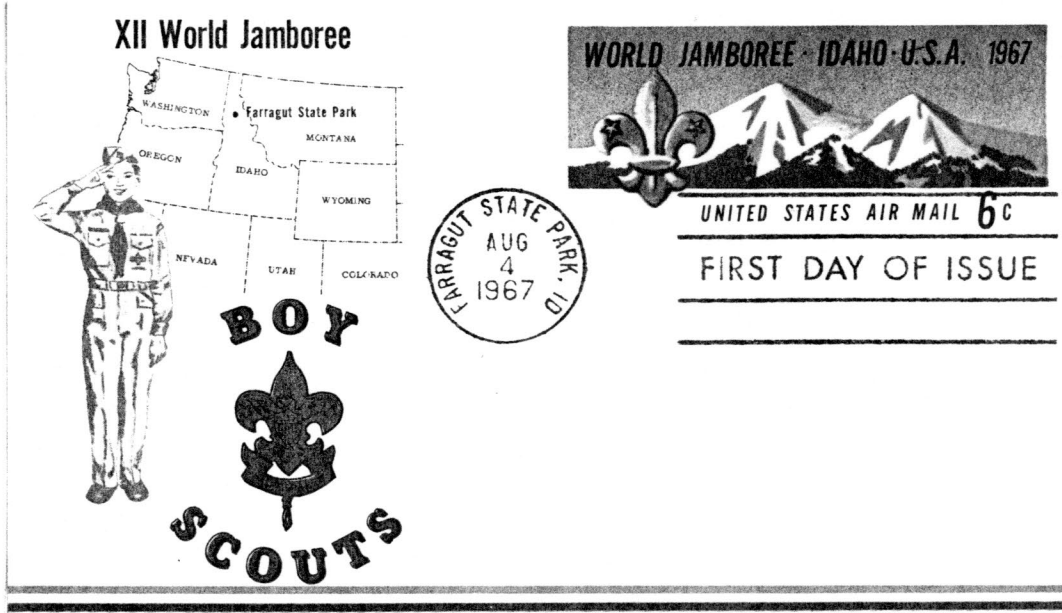 XII World Jamboree
WASHINGTON
Farragut State Park
MONTANA
OREGON
IDAHO
WYOMING
NEVADA
UTAH
COLORADO
BOY
SCOUTS
FARRAGUT STATE PARK, ID
AUG
4
1967
WORLD JAMBOREE · IDAHO · U.S.A. 1967
UNITED STATES AIR MAIL 6c
FIRST DAY OF ISSUE